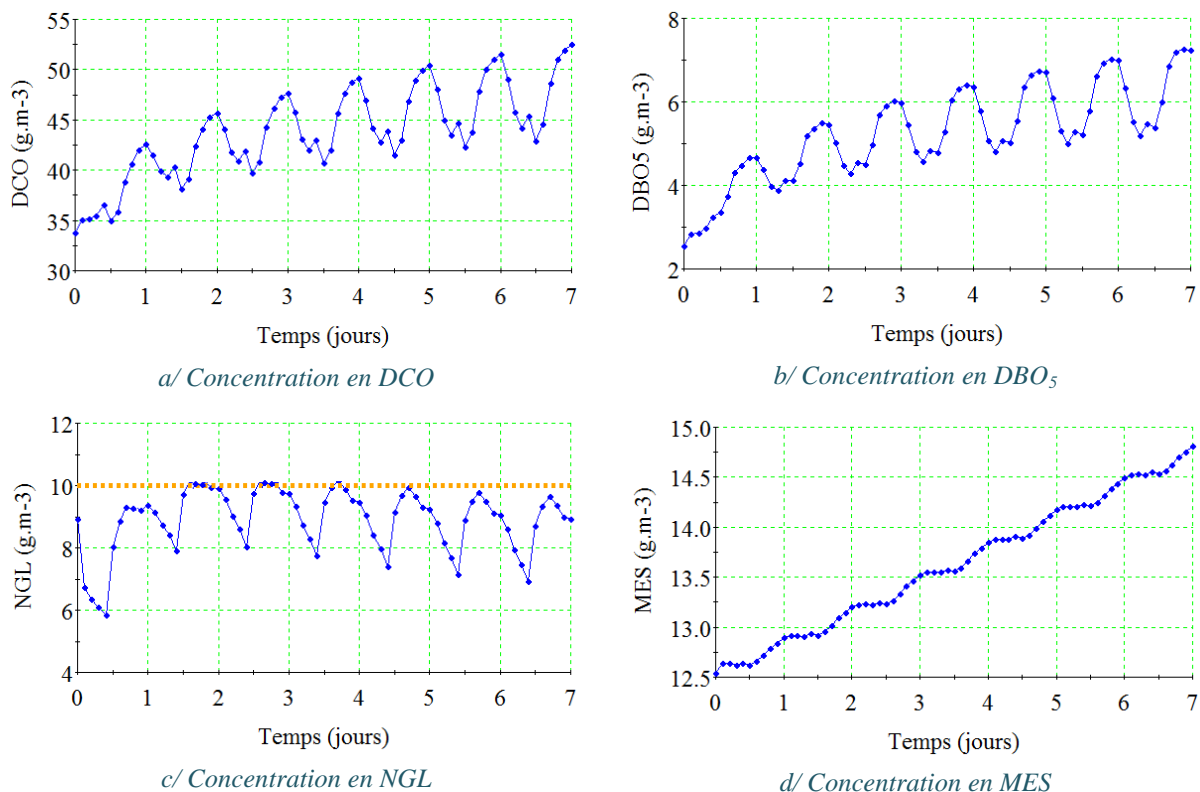 55
50
45
40
35
30
DCO (g.m-3)
0 1 2 3 4 5 6 7
Temps (jours)
a/ Concentration en DCO
8
6
4
2
DBO5 (g.m-3)
0 1 2 3 4 5 6 7
Temps (jours)
b/ Concentration en DBO5
12
10
8
6
4
NGL (g.m-3)
0 1 2 3 4 5 6 7
Temps (jours)
c/ Concentration en NGL
15.0
14.5
14.0
13.5
13.0
12.5
MES (g.m-3)
0 1 2 3 4 5 6 7
Temps (jours)
d/ Concentration en MES